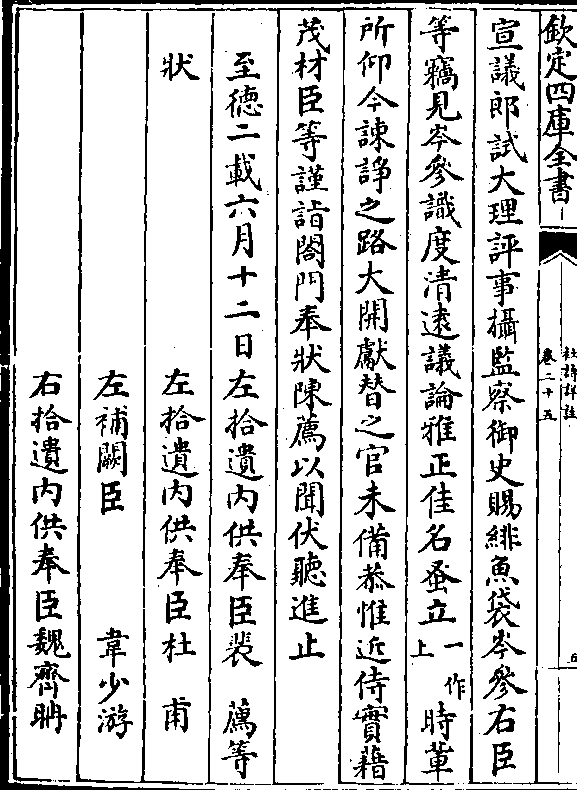 欽定四庫全書
杜詩詳註
卷二十五
五
宣議郎試大理評事攝監察御史賜緋魚袋岑參右臣
等竊見岑參識度清遠議論雅正佳名蚤立一作上時輩
所仰今諫諍之路大開獻替之官未備恭惟近侍實藉
茂材臣等謹詣閤門奉狀陳薦以聞伏聽進止
至德二載六月十二日左拾遺內供奉臣裴 薦等
狀
左拾遺內供奉臣杜 甫
左補闕臣 韋少游
右拾遺內供奉臣魏齊聃